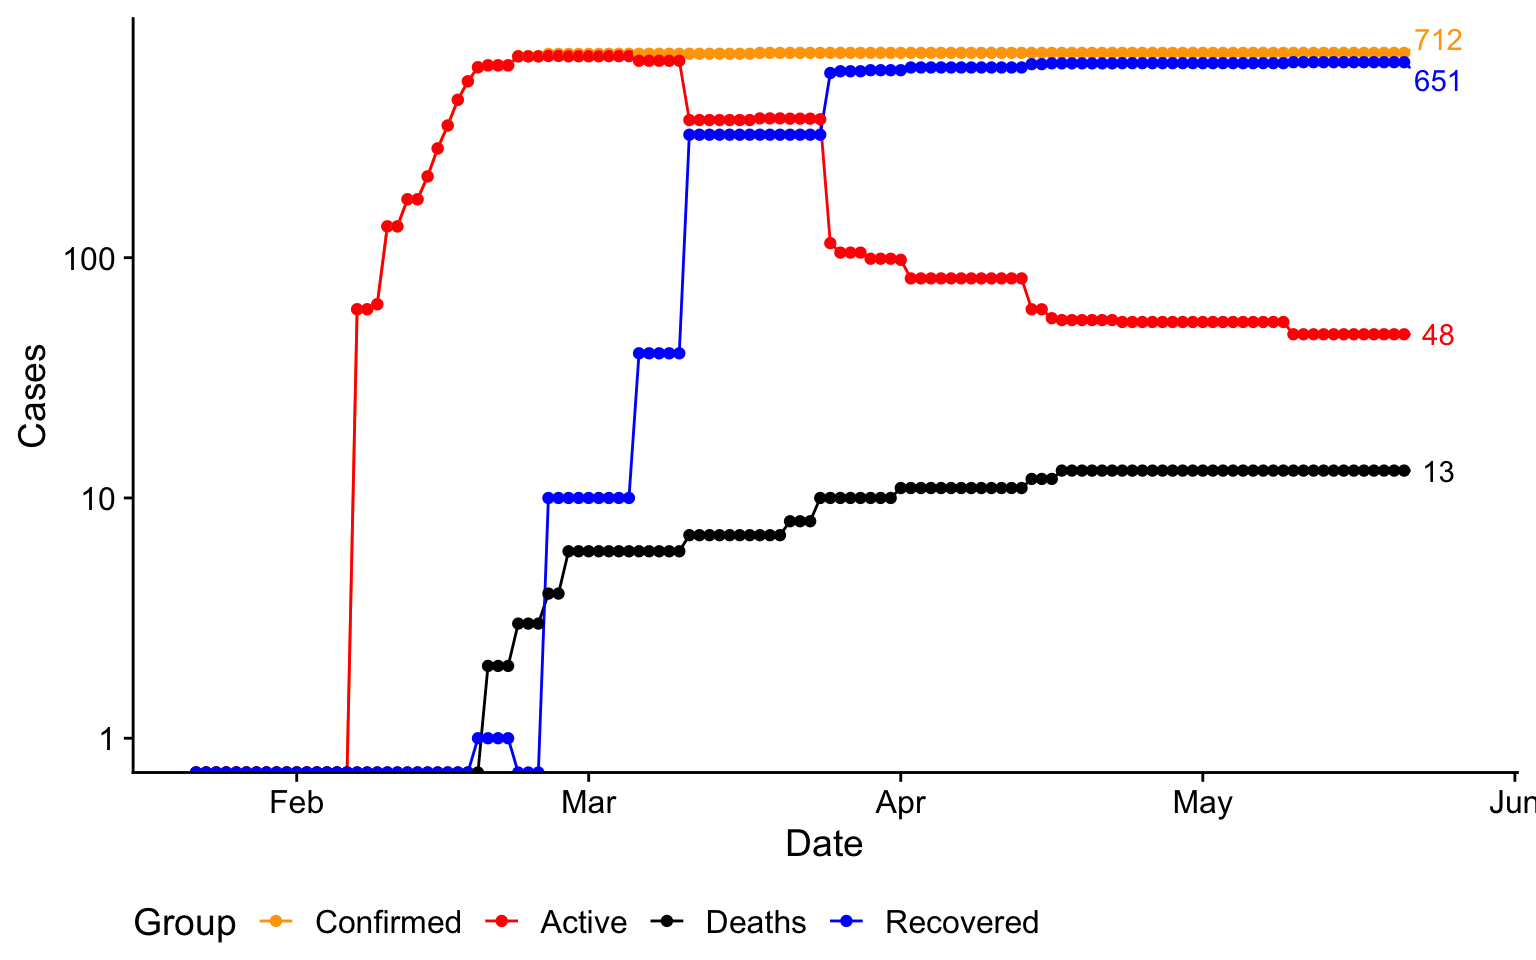 712
651
100
48
Cases
13
10
1
Feb Mar Apr May Jun
Date
Group Confirmed Active Deaths Recovered